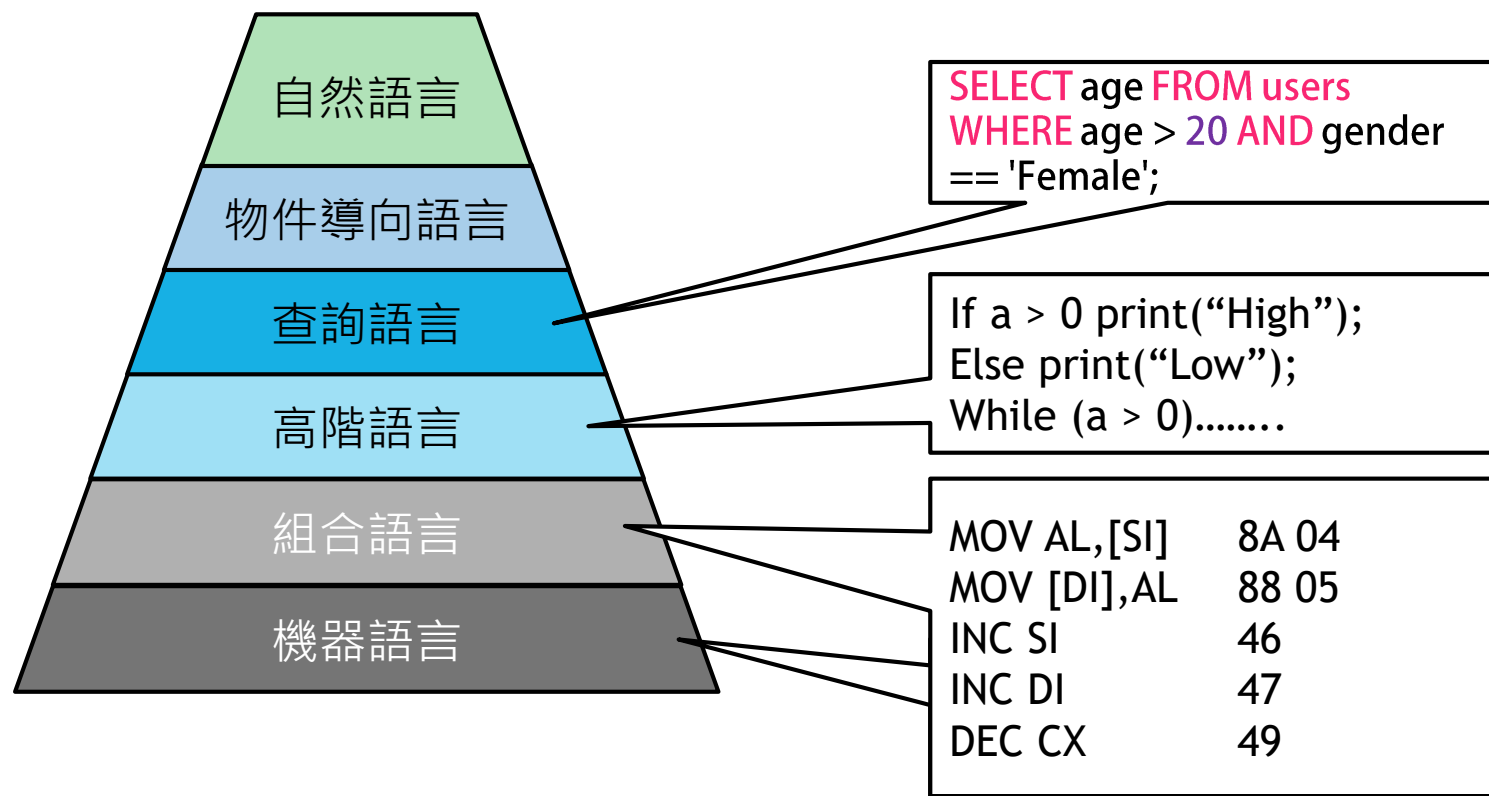 自然語言
物件導向語言
查詢語言
高階語言
組合語言
機器語言
SELECT age FROM users
WHERE age > 20 AND gender
== 'Female';
If a > 0 print(“High”);
Else print(“Low”);
While (a > 0)……..
MOV AL,[SI] 8A 04
MOV [DI],AL 88 05
INC SI 46
INC DI 47
DEC CX 49